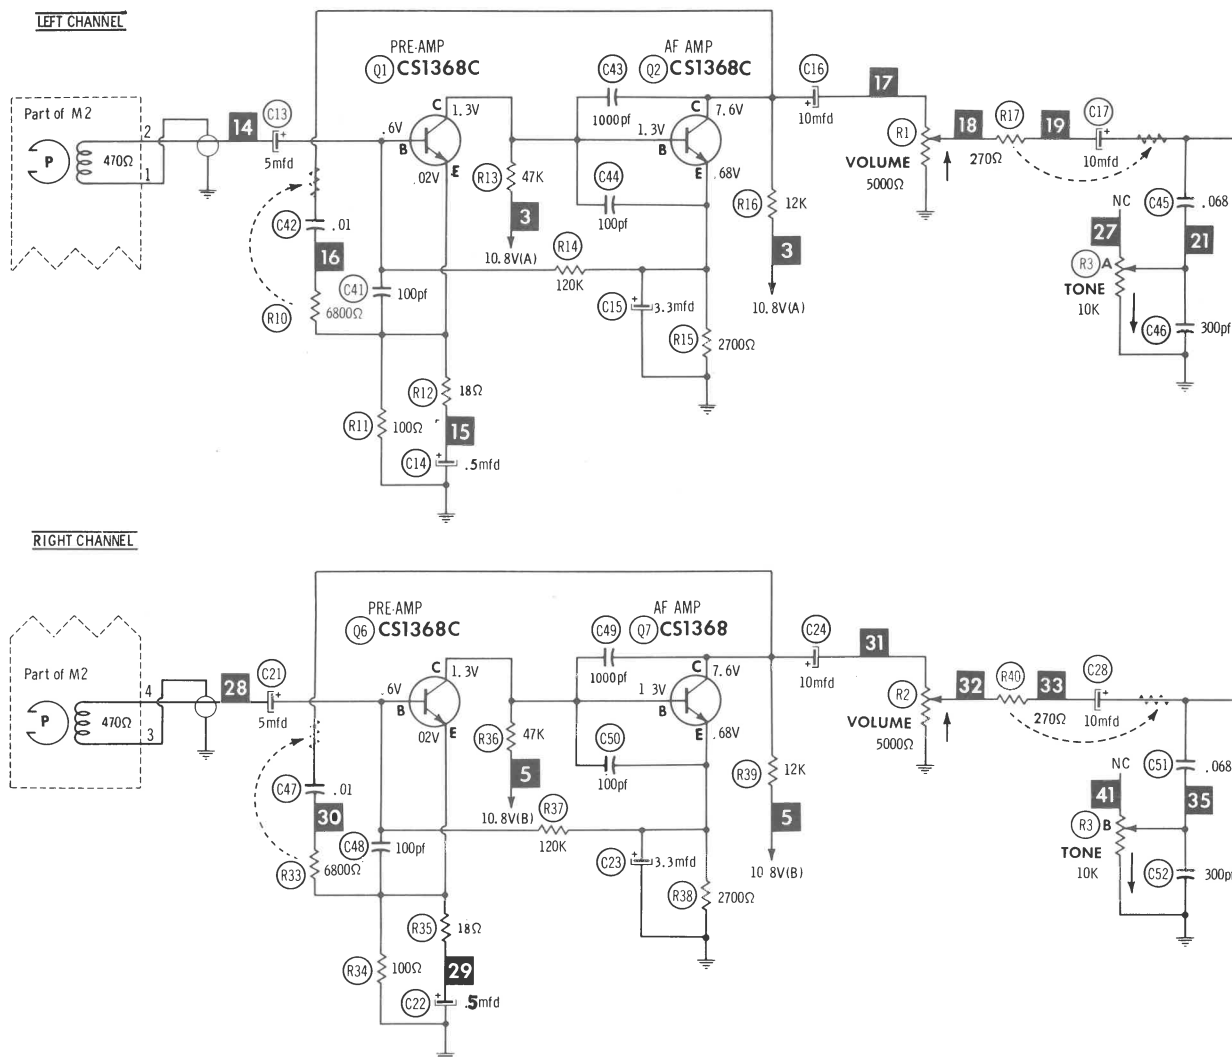 LEFT CHANNEL
PRE-AMP
Q1 CS1368C
AF AMP
Q2 CS1368C
C43
1000pf
C16
10mfd
17
Part of M2
P
470Ω
2
1
14
C13
5mfd
.6V
B
C
1.3V
.02V
E
R13
47K
3
10.8V(A)
1.3V
B
C
7.6V
E
.68V
C44
100pf
R16
12K
3
10.8V(A)
R1
VOLUME
5000Ω
18
R17
270Ω
19
C17
10mfd
NC
27
C45
.068
21
R3 A
TONE
10K
C46
300pf
C42
.01
16
R10
6800Ω
C41
100pf
R14
120K
C15
3.3mfd
R15
2700Ω
R12
18Ω
R11
100Ω
15
C14
.5mfd
RIGHT CHANNEL
PRE-AMP
Q6 CS1368C
AF AMP
Q7 CS1368
C49
1000pf
C24
10mfd
31
Part of M2
P
470Ω
4
3
28
C21
5mfd
.6V
B
C
1.3V
02V
E
R36
47K
5
10.8V(B)
1 3V
B
C
7.6V
E
.68V
C50
100pf
R39
12K
5
10 8V(B)
R2
VOLUME
5000Ω
32
R40
270Ω
33
C28
10mfd
NC
41
C51
.068
35
R3 B
TONE
10K
C52
300pf
C47
.01
30
R33
6800Ω
C48
100pf
R37
120K
C23
3.3mfd
R38
2700Ω
R35
18Ω
R34
100Ω
29
C22
.5mfd